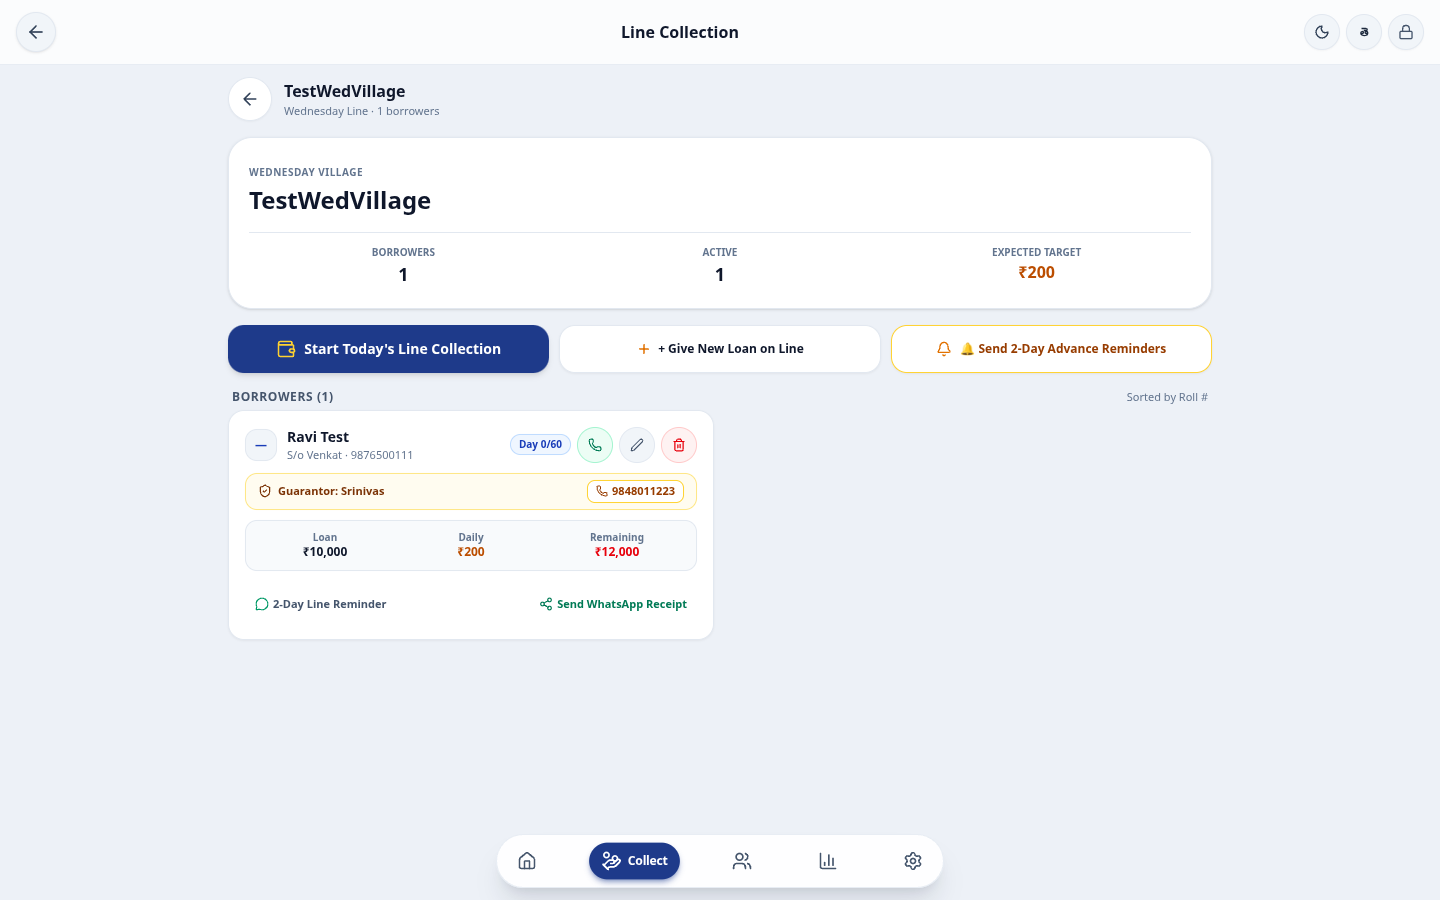 Line Collection
TestWedVillage
Wednesday Line · 1 borrowers
WEDNESDAY VILLAGE
TestWedVillage
BORROWERS
1
ACTIVE
1
EXPECTED TARGET
₹200
Start Today's Line Collection
+ Give New Loan on Line
🔔 Send 2-Day Advance Reminders
BORROWERS (1)
Sorted by Roll #
—
Ravi Test
S/o Venkat · 9876500111
Day 0/60
Guarantor: Srinivas
9848011223
Loan
₹10,000
Daily
₹200
Remaining
₹12,000
2-Day Line Reminder
Send WhatsApp Receipt
Collect